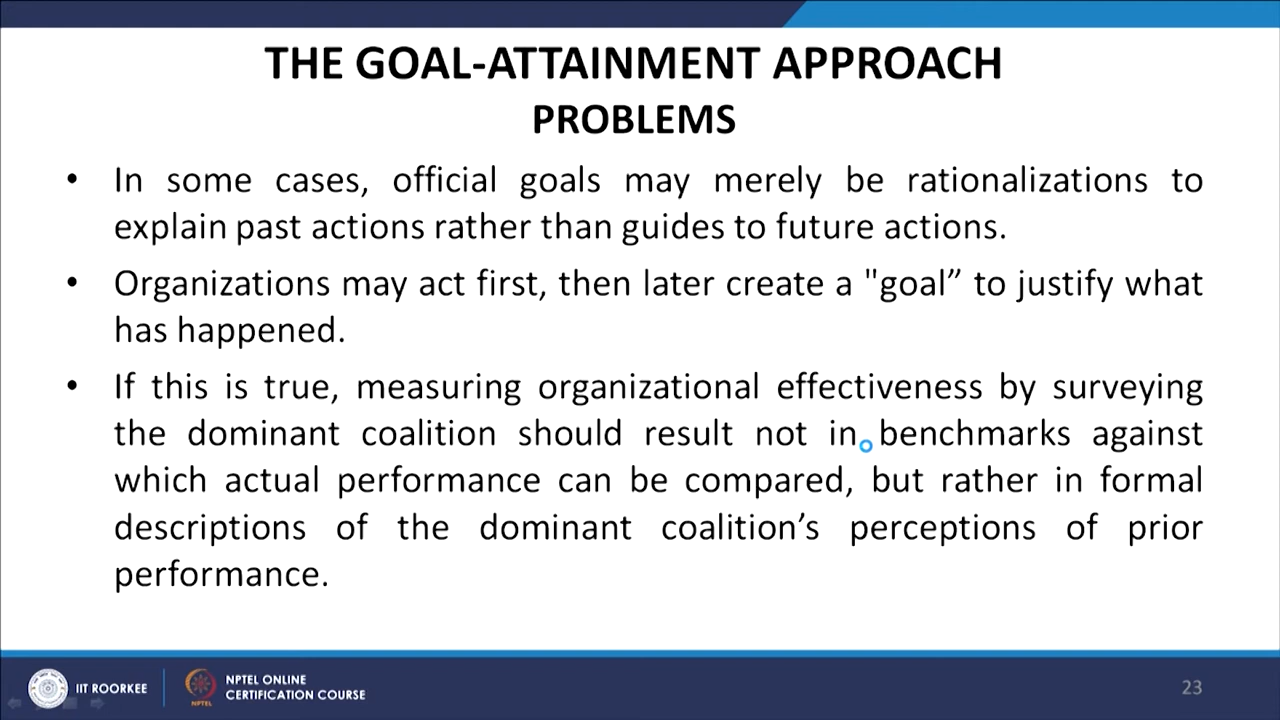 THE GOAL-ATTAINMENT APPROACH
PROBLEMS
• In some cases, official goals may merely be rationalizations to
explain past actions rather than guides to future actions.
• Organizations may act first, then later create a "goal” to justify what
has happened.
• If this is true, measuring organizational effectiveness by surveying
the dominant coalition should result not in benchmarks against
which actual performance can be compared, but rather in formal
descriptions of the dominant coalition’s perceptions of prior
performance.
IIT ROORKEE
NPTEL
NPTEL ONLINE
CERTIFICATION COURSE
23